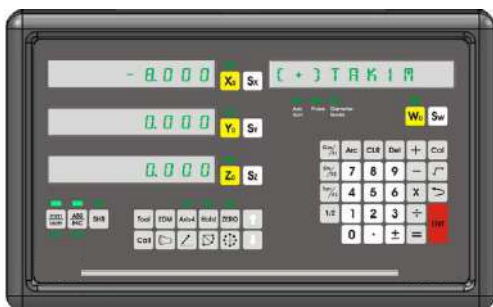 - 8.000 X₀ Sx ( + ) TAKIM
0.000 Y₀ Sy W₀ Sw
0.000 Z₀ Sz
Arc CLR Del + Cal
7 8 9 -
4 5 6 X
1/2 1 2 3 ÷ Ent
0 · ± =
ABS INC SHR Tool EDM Axis4 Hold ZERO
Call